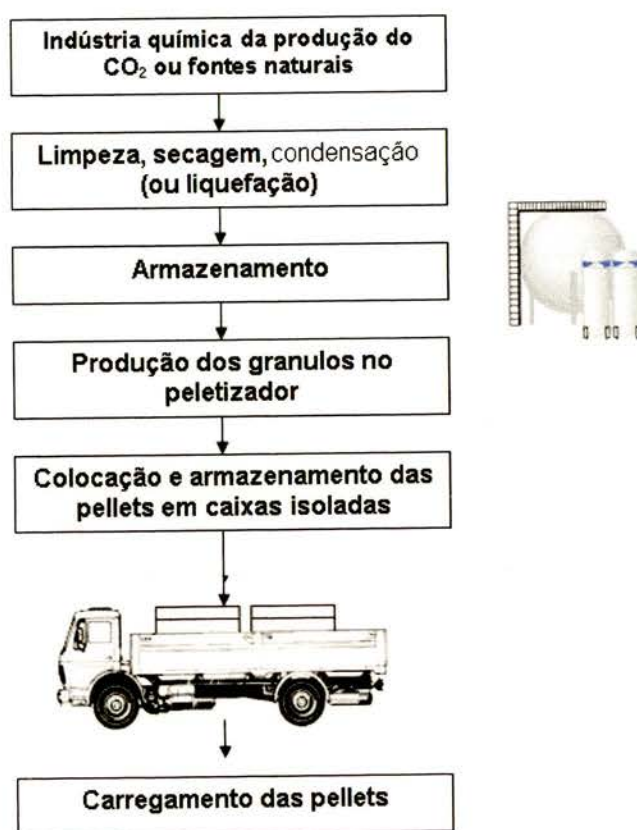 Indústria química da produção do
CO₂ ou fontes naturais
Limpeza, secagem, condensação
(ou liquefação)
Armazenamento
Produção dos granulos no
peletizador
Colocação e armazenamento das
pellets em caixas isoladas
Carregamento das pellets